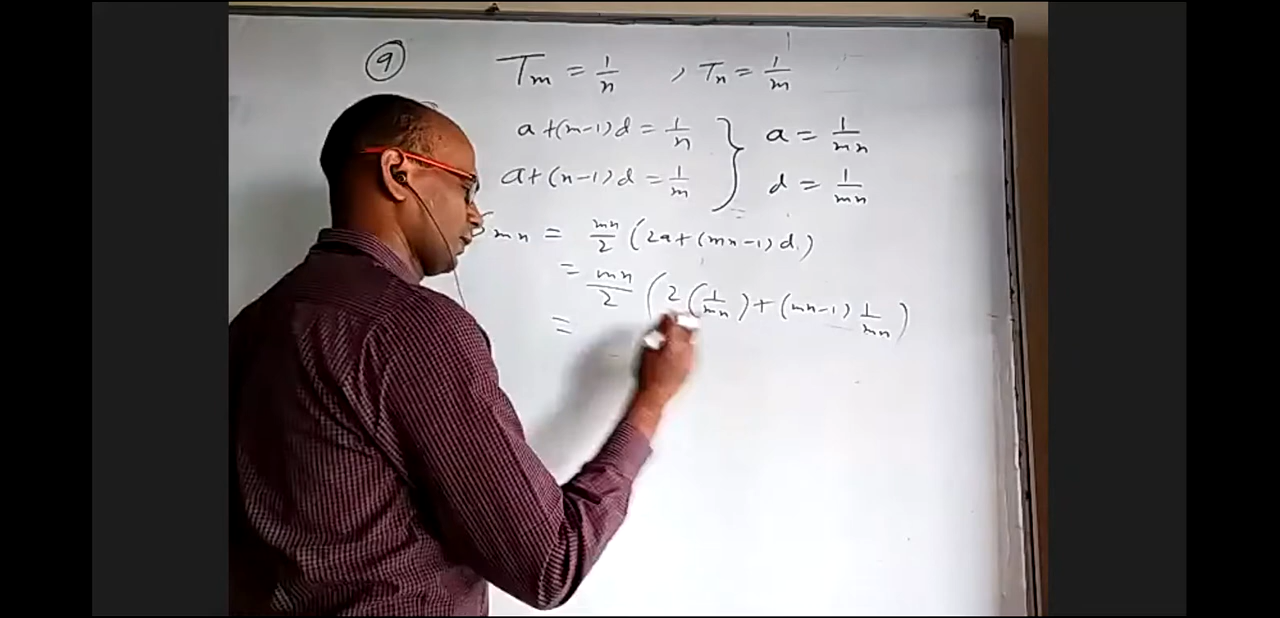 9
Tm = 1/n , Tn = 1/m
a+(m-1)d = 1/n } a = 1/mn
a+(n-1)d = 1/m d = 1/mn
Smn = mn/2 (2a+(mn-1)d)
= mn/2 (2(1/mn)+(mn-1) 1/mn)
=